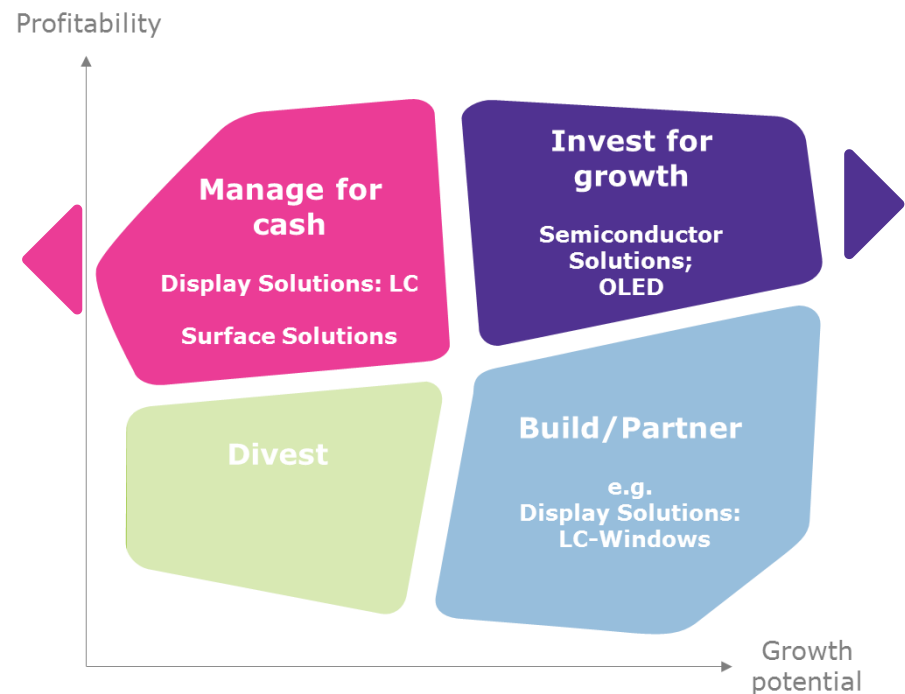 Profitability
Manage for
cash
Display Solutions: LC
Surface Solutions
Invest for
growth
Semiconductor
Solutions;
OLED
Divest
Build/Partner
e.g.
Display Solutions:
LC-Windows
Growth
potential